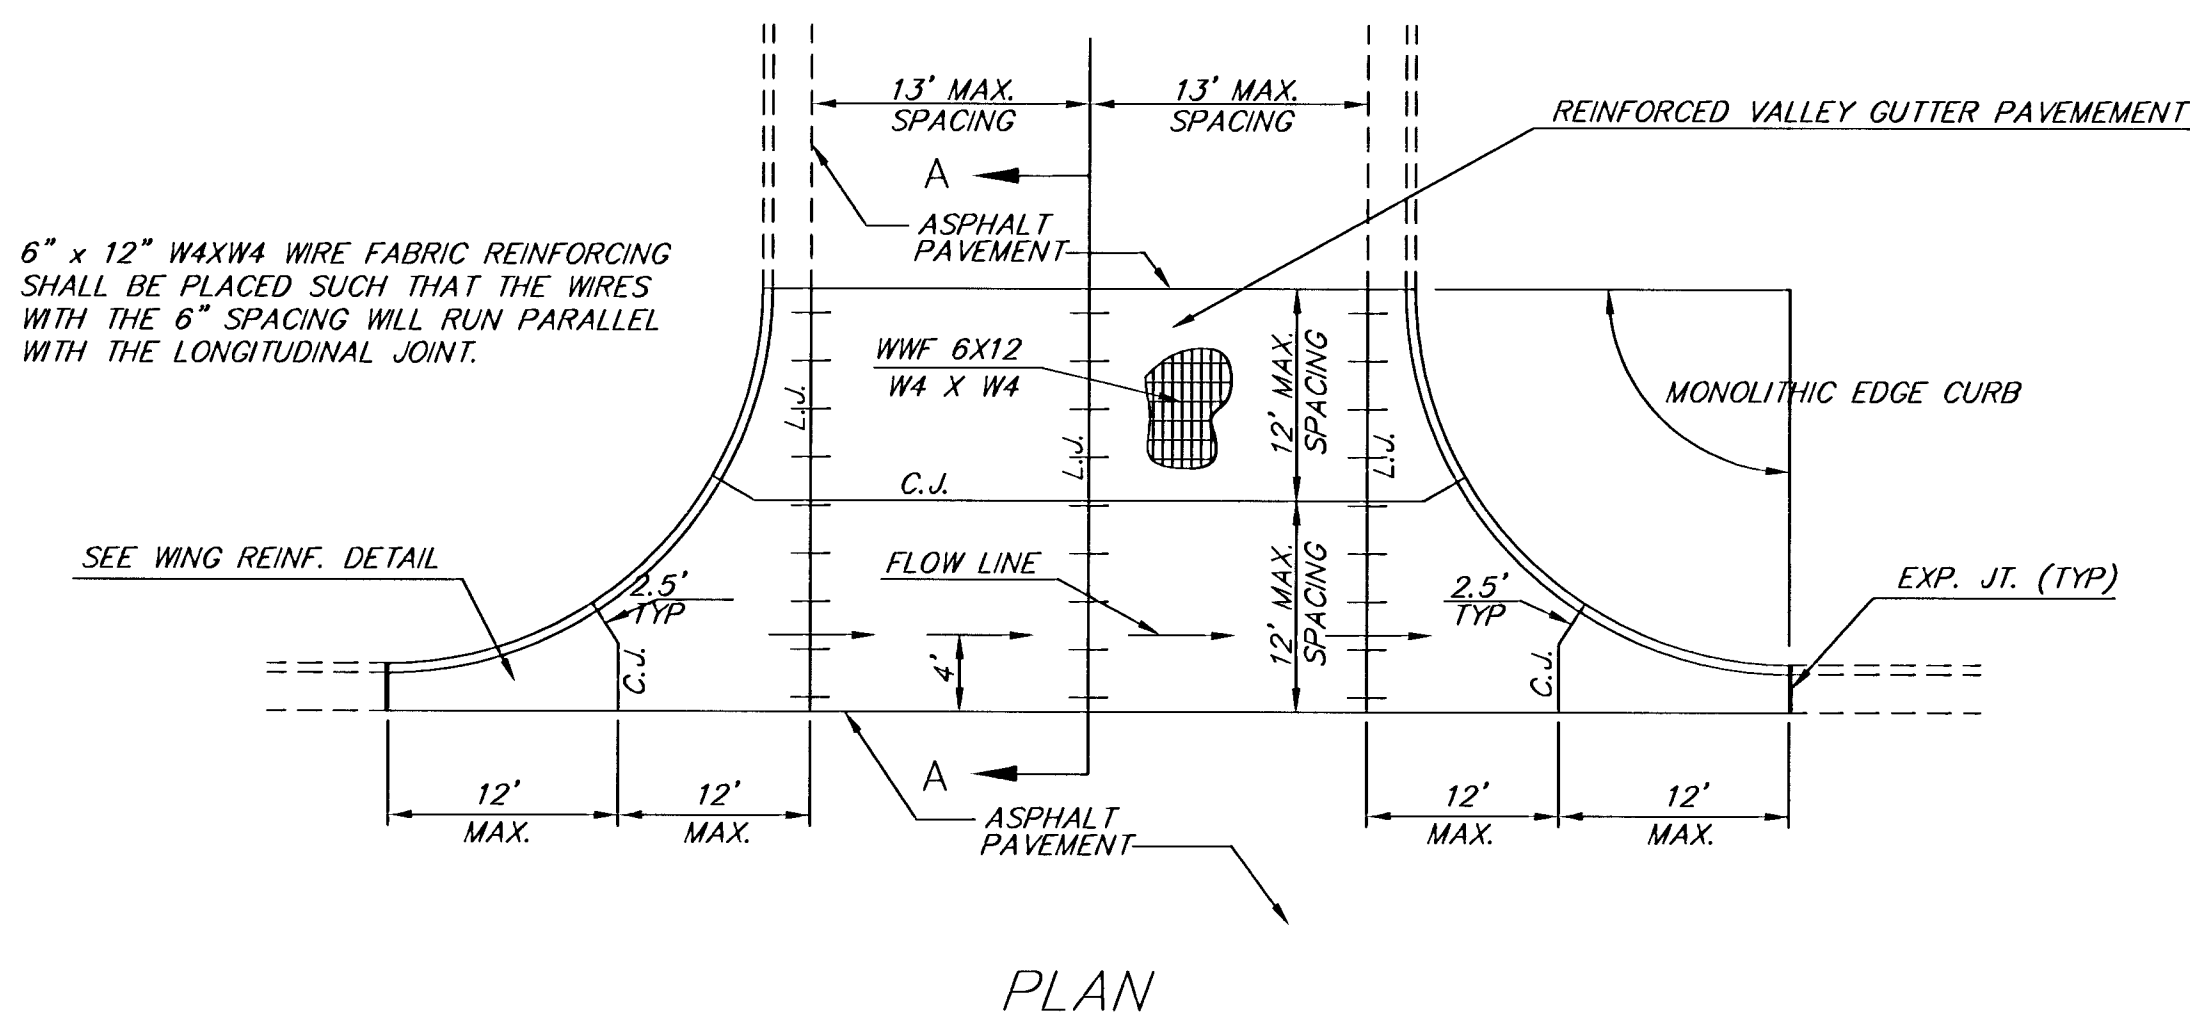 13' MAX.
SPACING
13' MAX.
SPACING
REINFORCED VALLEY GUTTER PAVEMEMENT
A
ASPHALT
PAVEMENT
6" x 12" W4XW4 WIRE FABRIC REINFORCING
SHALL BE PLACED SUCH THAT THE WIRES
WITH THE 6" SPACING WILL RUN PARALLEL
WITH THE LONGITUDINAL JOINT.
WWF 6X12
W4 X W4
12' MAX.
SPACING
MONOLITHIC EDGE CURB
L.J.
L.J.
L.J.
C.J.
SEE WING REINF. DETAIL
2.5'
TYP
FLOW LINE
12' MAX.
SPACING
2.5'
TYP
EXP. JT. (TYP)
C.J.
4'
C.J.
A
12'
MAX.
12'
MAX.
ASPHALT
PAVEMENT
12'
MAX.
12'
MAX.
PLAN